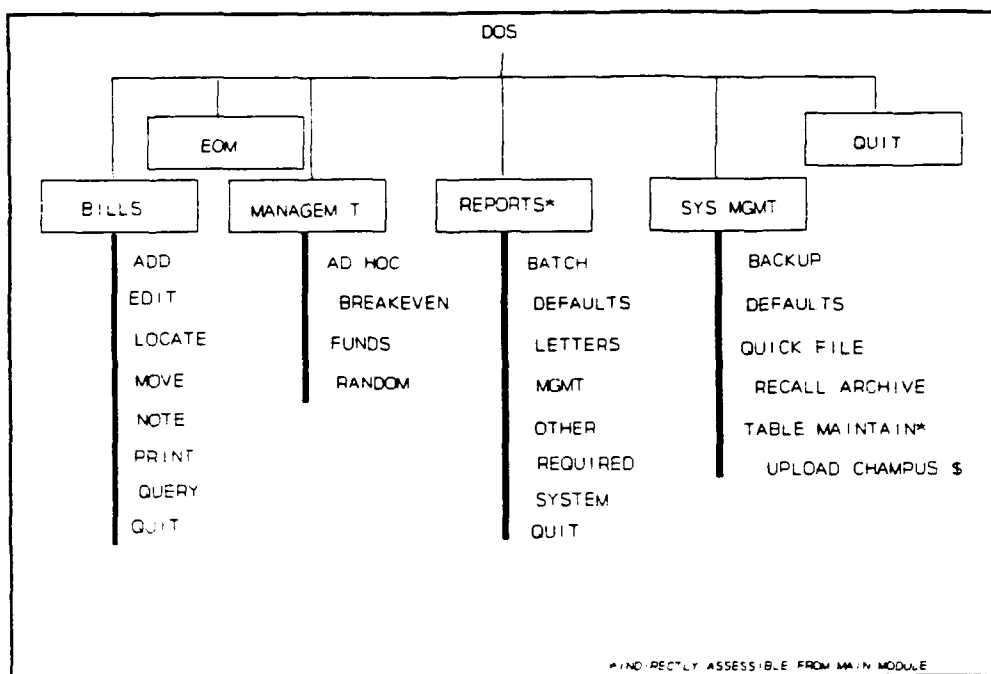 DOS
EOM
QUIT
BILLS
MANAGEM T
REPORTS*
SYS MGMT
ADD
EDIT
LOCATE
MOVE
NOTE
PRINT
QUERY
QUIT
AD HOC
BREAKEVEN
FUNDS
RANDOM
BATCH
DEFAULTS
LETTERS
MGMT
OTHER
REQUIRED
SYSTEM
QUIT
BACKUP
DEFAULTS
QUICK FILE
RECALL ARCHIVE
TABLE MAINTAIN*
UPLOAD CHAMPUS $
*INDIRECTLY ASSESSIBLE FROM MAIN MODULE